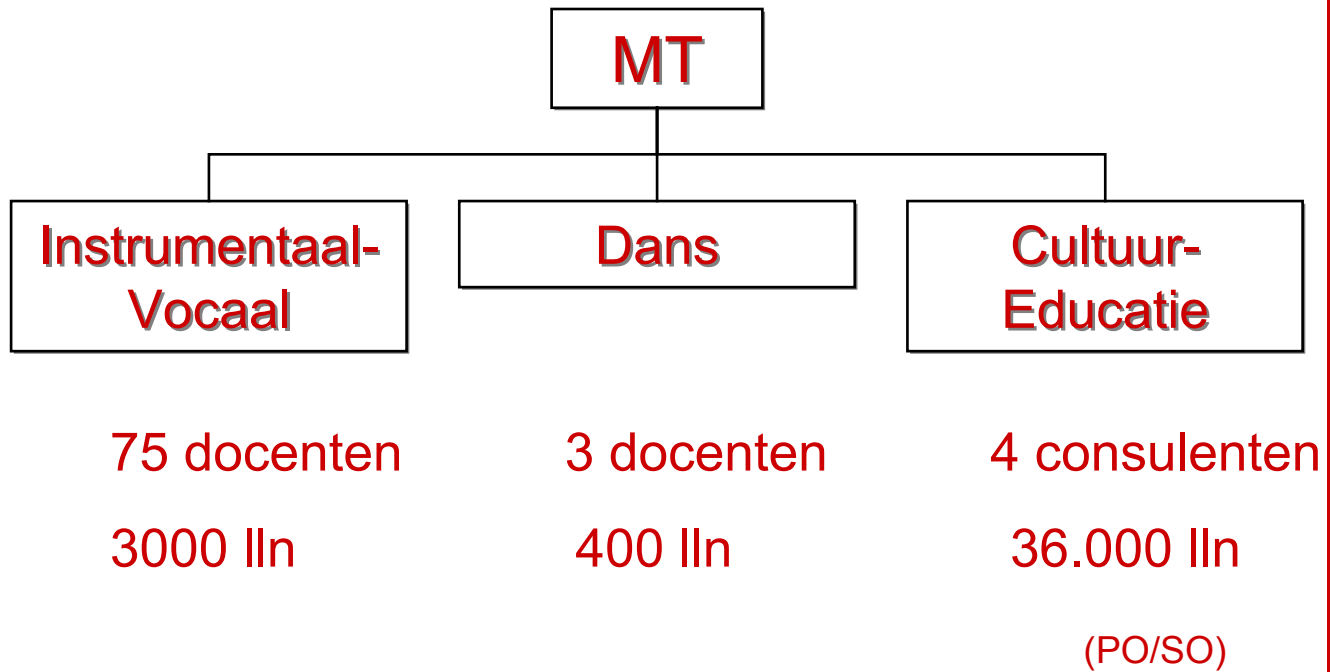 MT
Instrumentaal-
Vocaal
Dans
Cultuur-
Educatie
75 docenten
3 docenten
4 consulenten
3000 lln
400 lln
36.000 lln
(PO/SO)